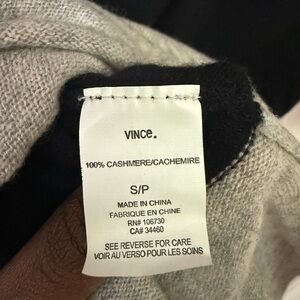 VINCE.
100% CASHMERE/CACHEMIRE
S/P
MADE IN CHINA
FABRIQUE EN CHINE
RN# 106730
CA# 34460
SEE REVERSE FOR CARE
VOIR AU VERSO POUR LES SOINS